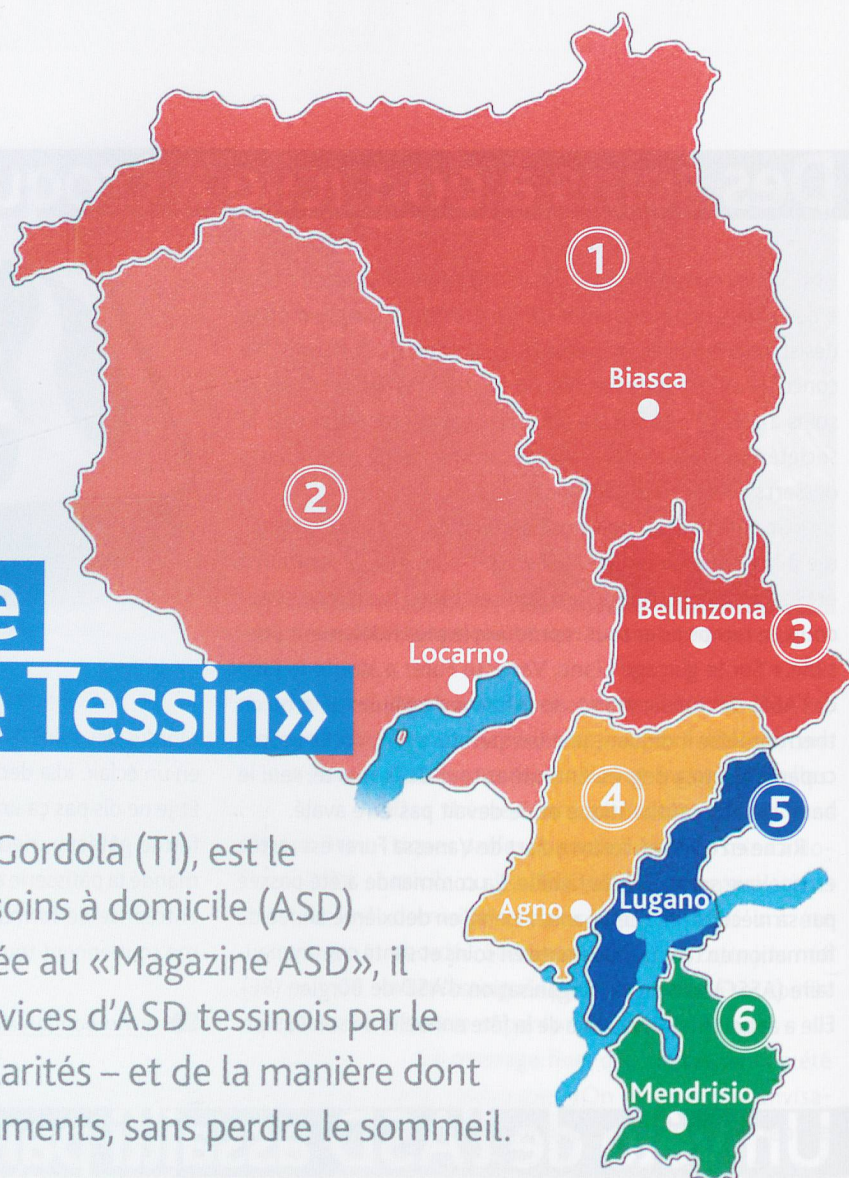 1
Biasca
2
Bellinzona
3
e
Locarno
Tessin»
4
5
Gordola (TI), est le
soins à domicile (ASD)
Agno
Lugano
ée au «Magazine ASD», il
vices d'ASD tessinois par le
6
arités – et de la manière dont
Mendrisio
ments, sans perdre le sommeil.